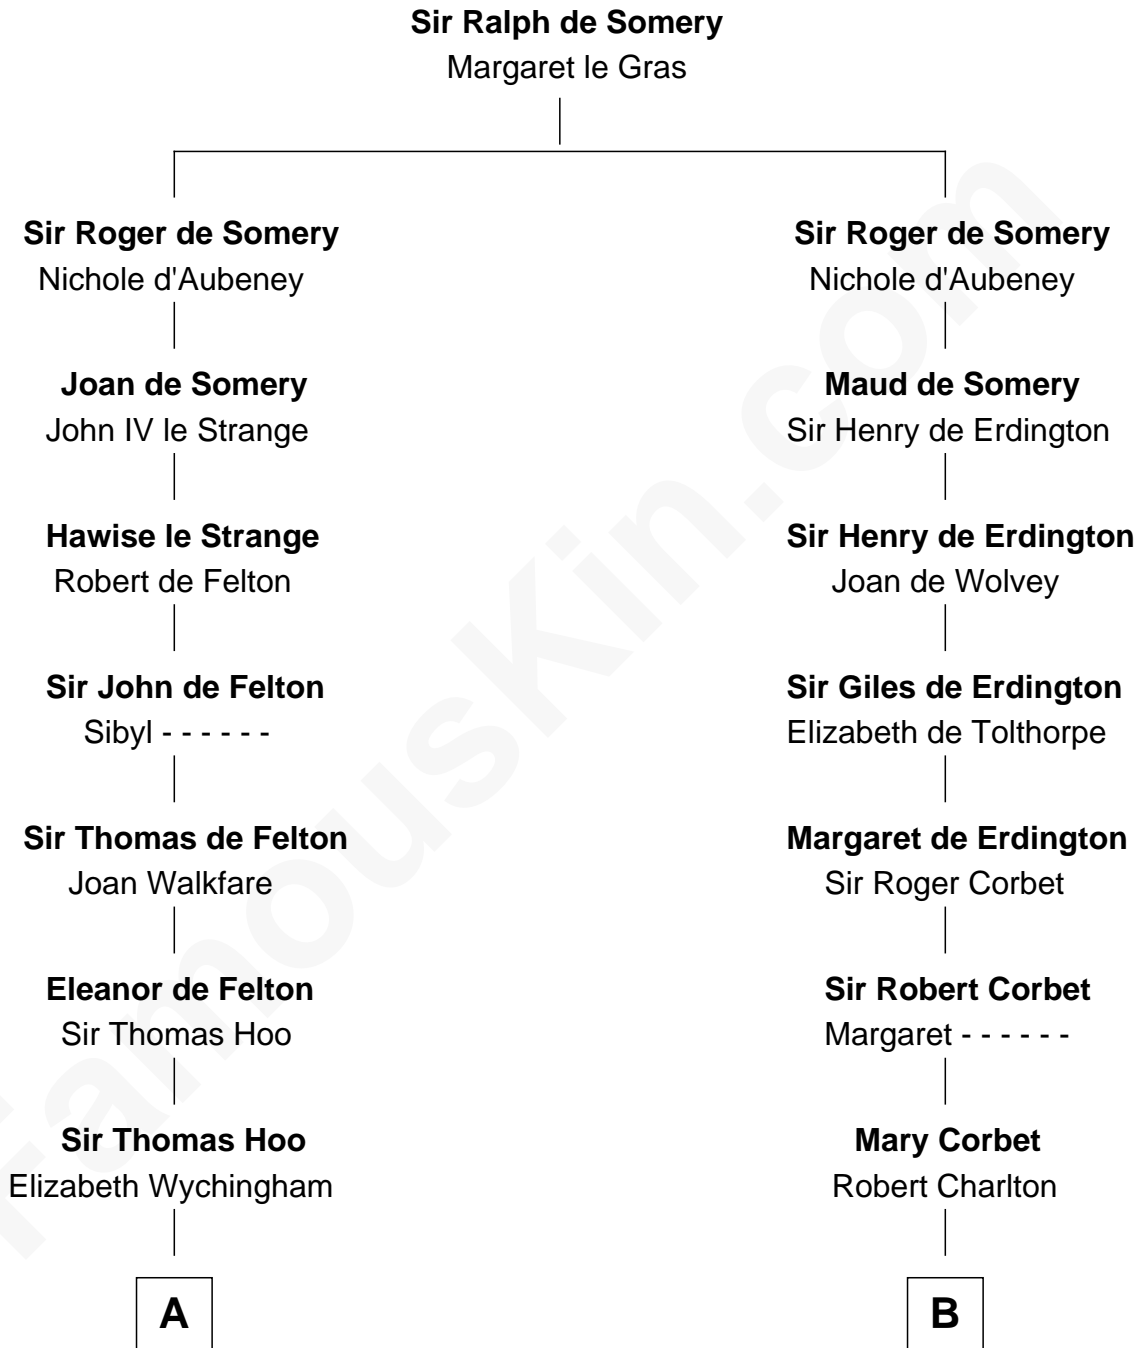 Sir Ralph de Somery
Margaret le Gras
Sir Roger de Somery
Nichole d'Aubeney
Sir Roger de Somery
Nichole d'Aubeney
Joan de Somery
John IV le Strange
Maud de Somery
Sir Henry de Erdington
Hawise le Strange
Robert de Felton
Sir Henry de Erdington
Joan de Wolvey
Sir John de Felton
Sibyl - - - - - -
Sir Giles de Erdington
Elizabeth de Tolthorpe
Sir Thomas de Felton
Joan Walkfare
Margaret de Erdington
Sir Roger Corbet
Eleanor de Felton
Sir Thomas Hoo
Sir Robert Corbet
Margaret - - - - - -
Sir Thomas Hoo
Elizabeth Wychingham
Mary Corbet
Robert Charlton
A
B
FamousKin.com